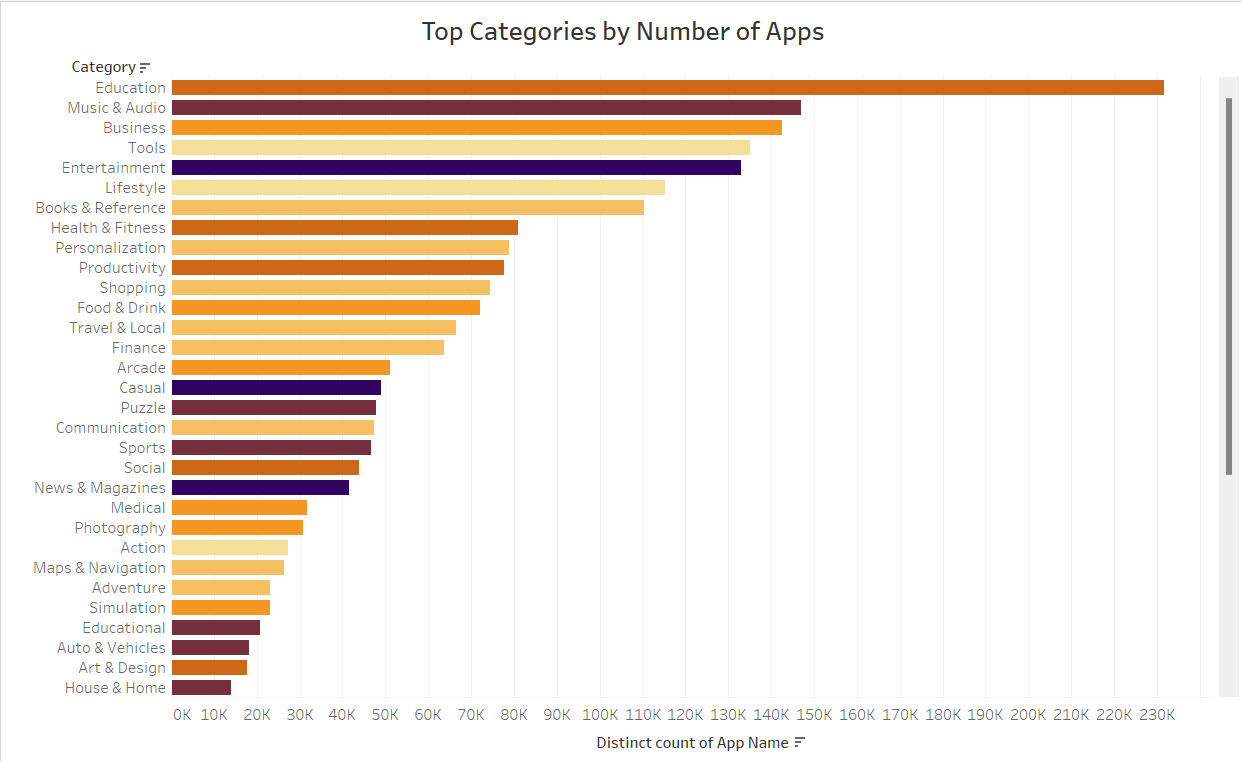 Top Categories by Number of Apps
Category
Education
Music & Audio
Business
Tools
Entertainment
Lifestyle
Books & Reference
Health & Fitness
Personalization
Productivity
Shopping
Food & Drink
Travel & Local
Finance
Arcade
Casual
Puzzle
Communication
Sports
Social
News & Magazines
Medical
Photography
Action
Maps & Navigation
Adventure
Simulation
Educational
Auto & Vehicles
Art & Design
House & Home
0K 10K 20K 30K 40K 50K 60K 70K 80K 90K 100K 110K 120K 130K 140K 150K 160K 170K 180K 190K 200K 210K 220K 230K
Distinct count of App Name